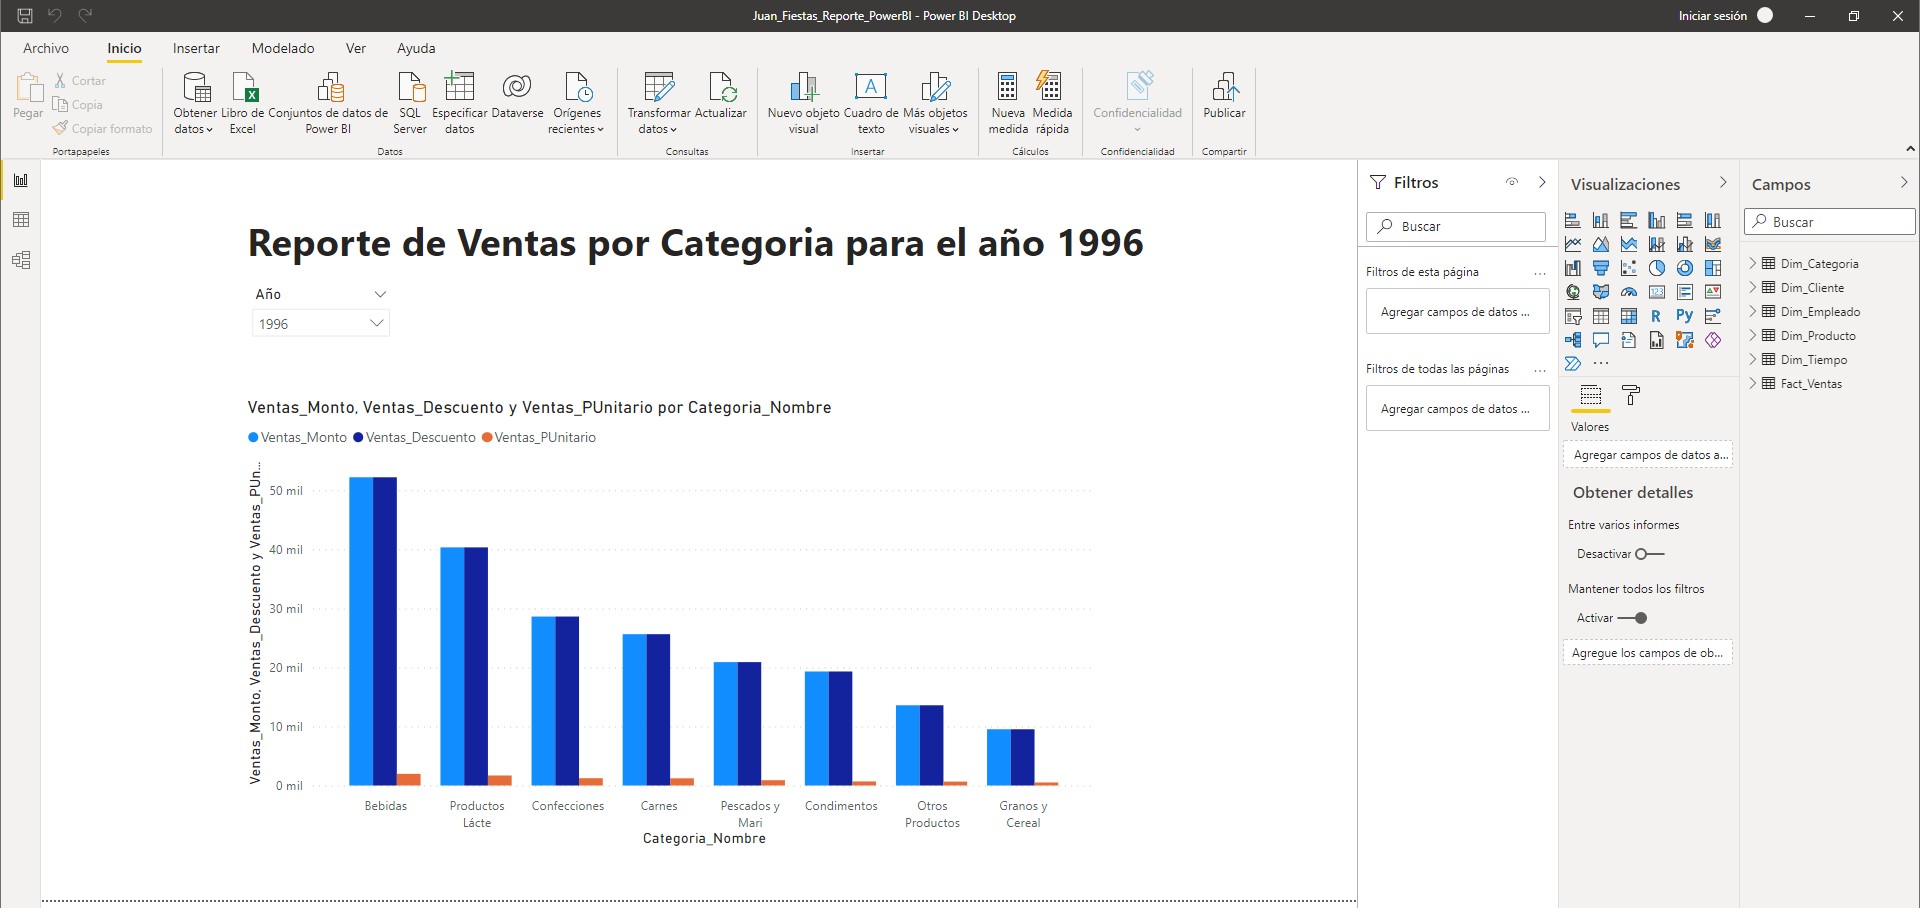 Juan_Fiestas_Reporte_PowerBI - Power BI Desktop
Iniciar sesión
Archivo
Inicio
Insertar
Modelado
Ver
Ayuda
Pegar
Cortar
Copia
Copiar formato
Portapapeles
Obtener datos
Libro de Excel
Conjuntos de datos de Power BI
SQL Server
Especificar datos
Dataverse
Orígenes recientes
Datos
Transformar datos
Actualizar
Consultas
Nuevo objeto visual
Cuadro de texto
Más objetos visuales
Insertar
Nueva medida
Medida rápida
Cálculos
Confidencialidad
Confidencialidad
Publicar
Compartir
Reporte de Ventas por Categoria para el año 1996
Año
1996
Ventas_Monto, Ventas_Descuento y Ventas_PUnitario por Categoria_Nombre
Ventas_Monto
Ventas_Descuento
Ventas_PUnitario
Ventas_Monto, Ventas_Descuento y Ventas_PUn...
50 mil
40 mil
30 mil
20 mil
10 mil
0 mil
Bebidas
Productos Lácte
Confecciones
Carnes
Pescados y Mari
Condimentos
Otros Productos
Granos y Cereal
Categoria_Nombre
Filtros
Buscar
Filtros de esta página
...
Agregar campos de datos ...
Filtros de todas las páginas
...
Agregar campos de datos ...
Visualizaciones
123
R
Py
...
Valores
Agregar campos de datos a...
Obtener detalles
Entre varios informes
Desactivar
Mantener todos los filtros
Activar
Agregue los campos de ob...
Campos
Buscar
Dim_Categoria
Dim_Cliente
Dim_Empleado
Dim_Producto
Dim_Tiempo
Fact_Ventas